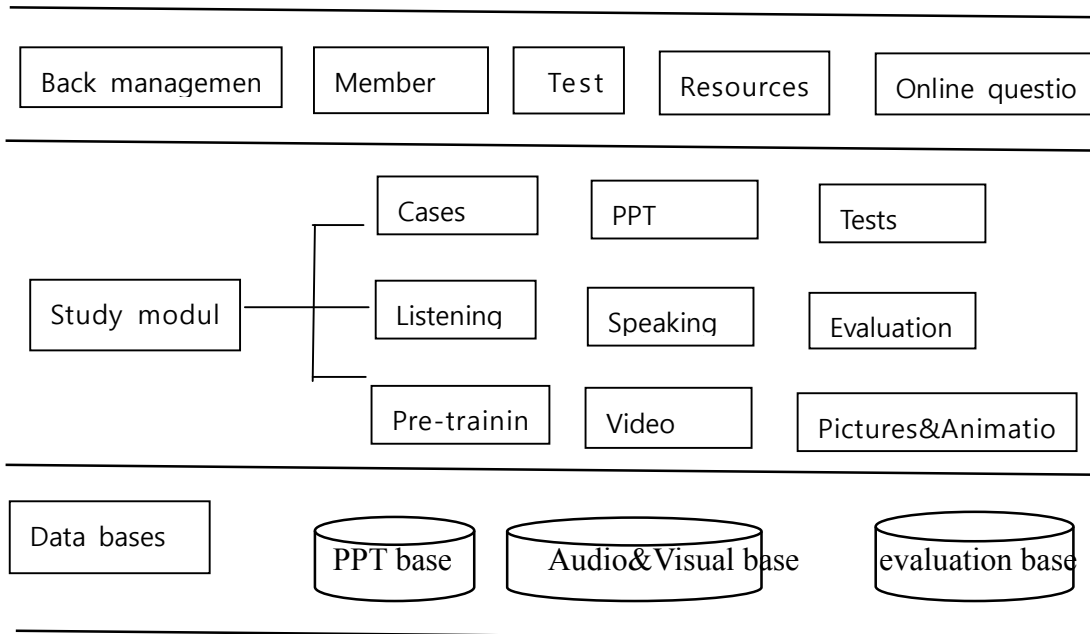 Back managemen
Member
Test
Resources
Online questio
Cases
PPT
Tests
Study modul
Listening
Speaking
Evaluation
Pre-trainin
Video
Pictures&Animatio
Data bases
PPT base
Audio&Visual base
evaluation base